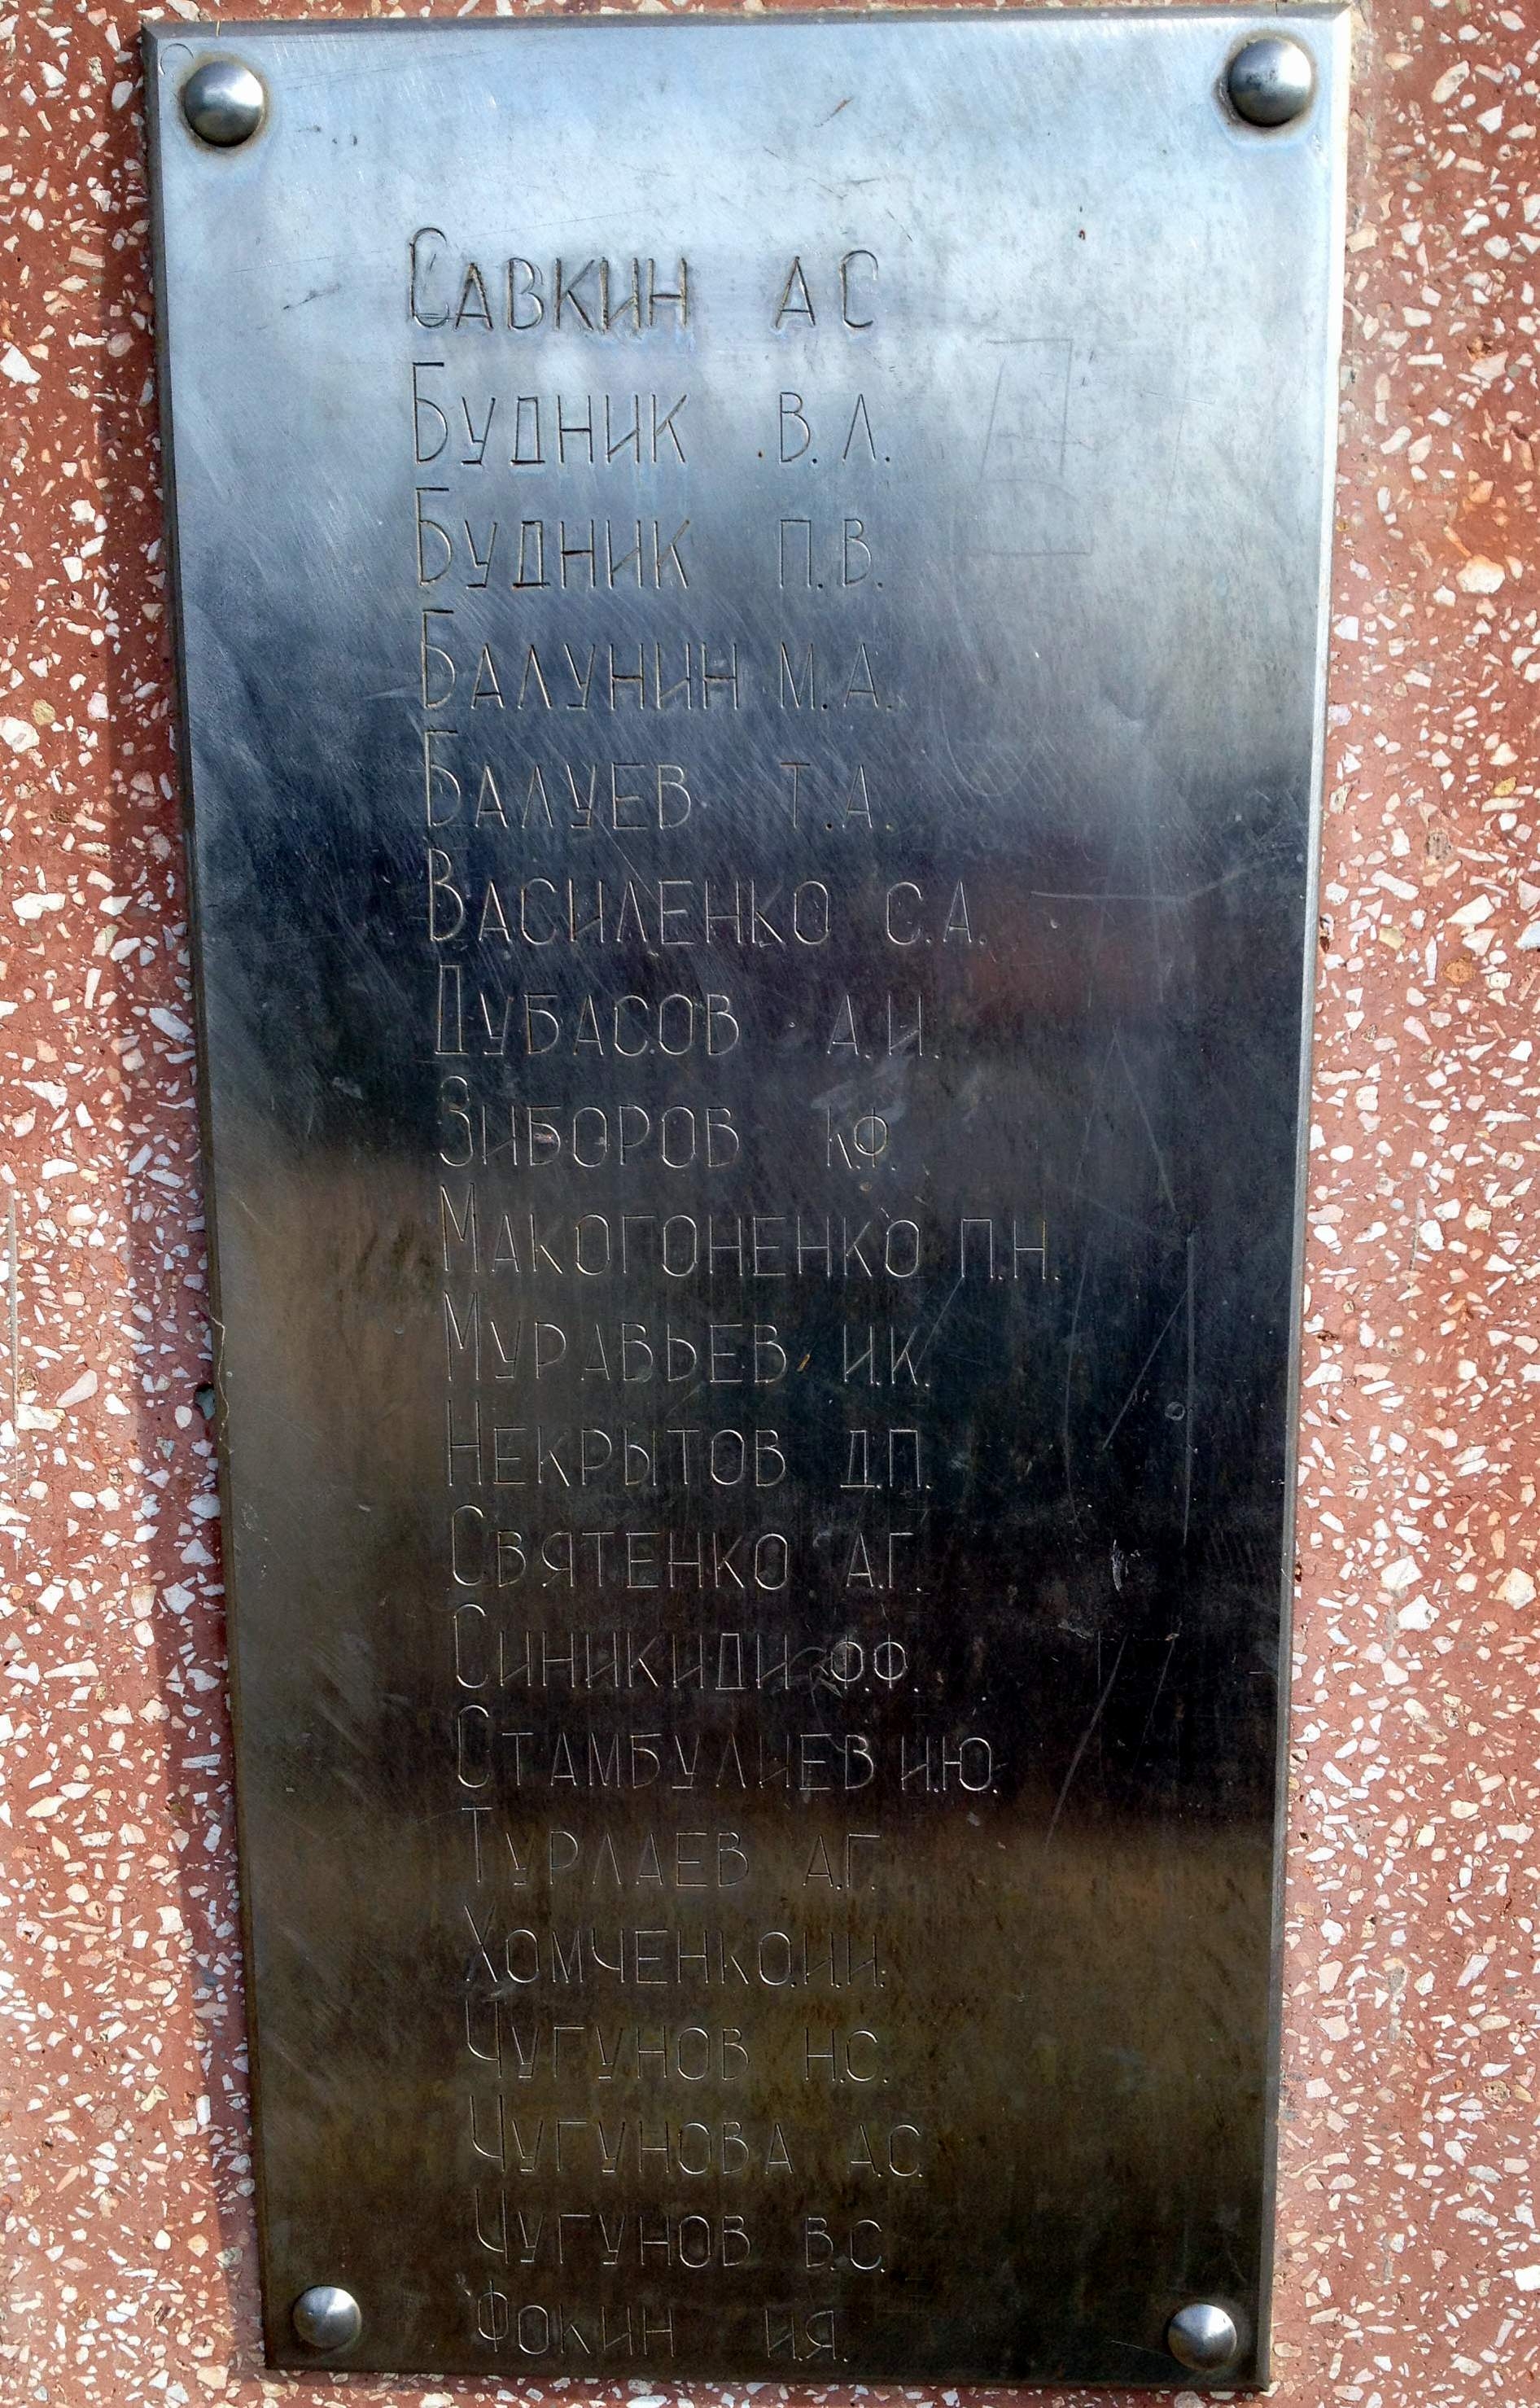 Савкин А С
Будник В.Л.
Будник П.В.
Балунин М.А.
Балуев Т.А.
Василенко С.А.
Дубасов А.И.
Зиборов К.Ф.
Макогоненко П.Н.
Муравьев И.К.
Некрытов Д.П.
Святенко А.Г.
Синикиди Ф.Ф.
Стамбулиев И.Ю.
Турлаев А.Г.
Хомченко И.И.
Чугунов Н.С.
Чугунова А.С.
Чугунов В.С.
Фокин И.Я.